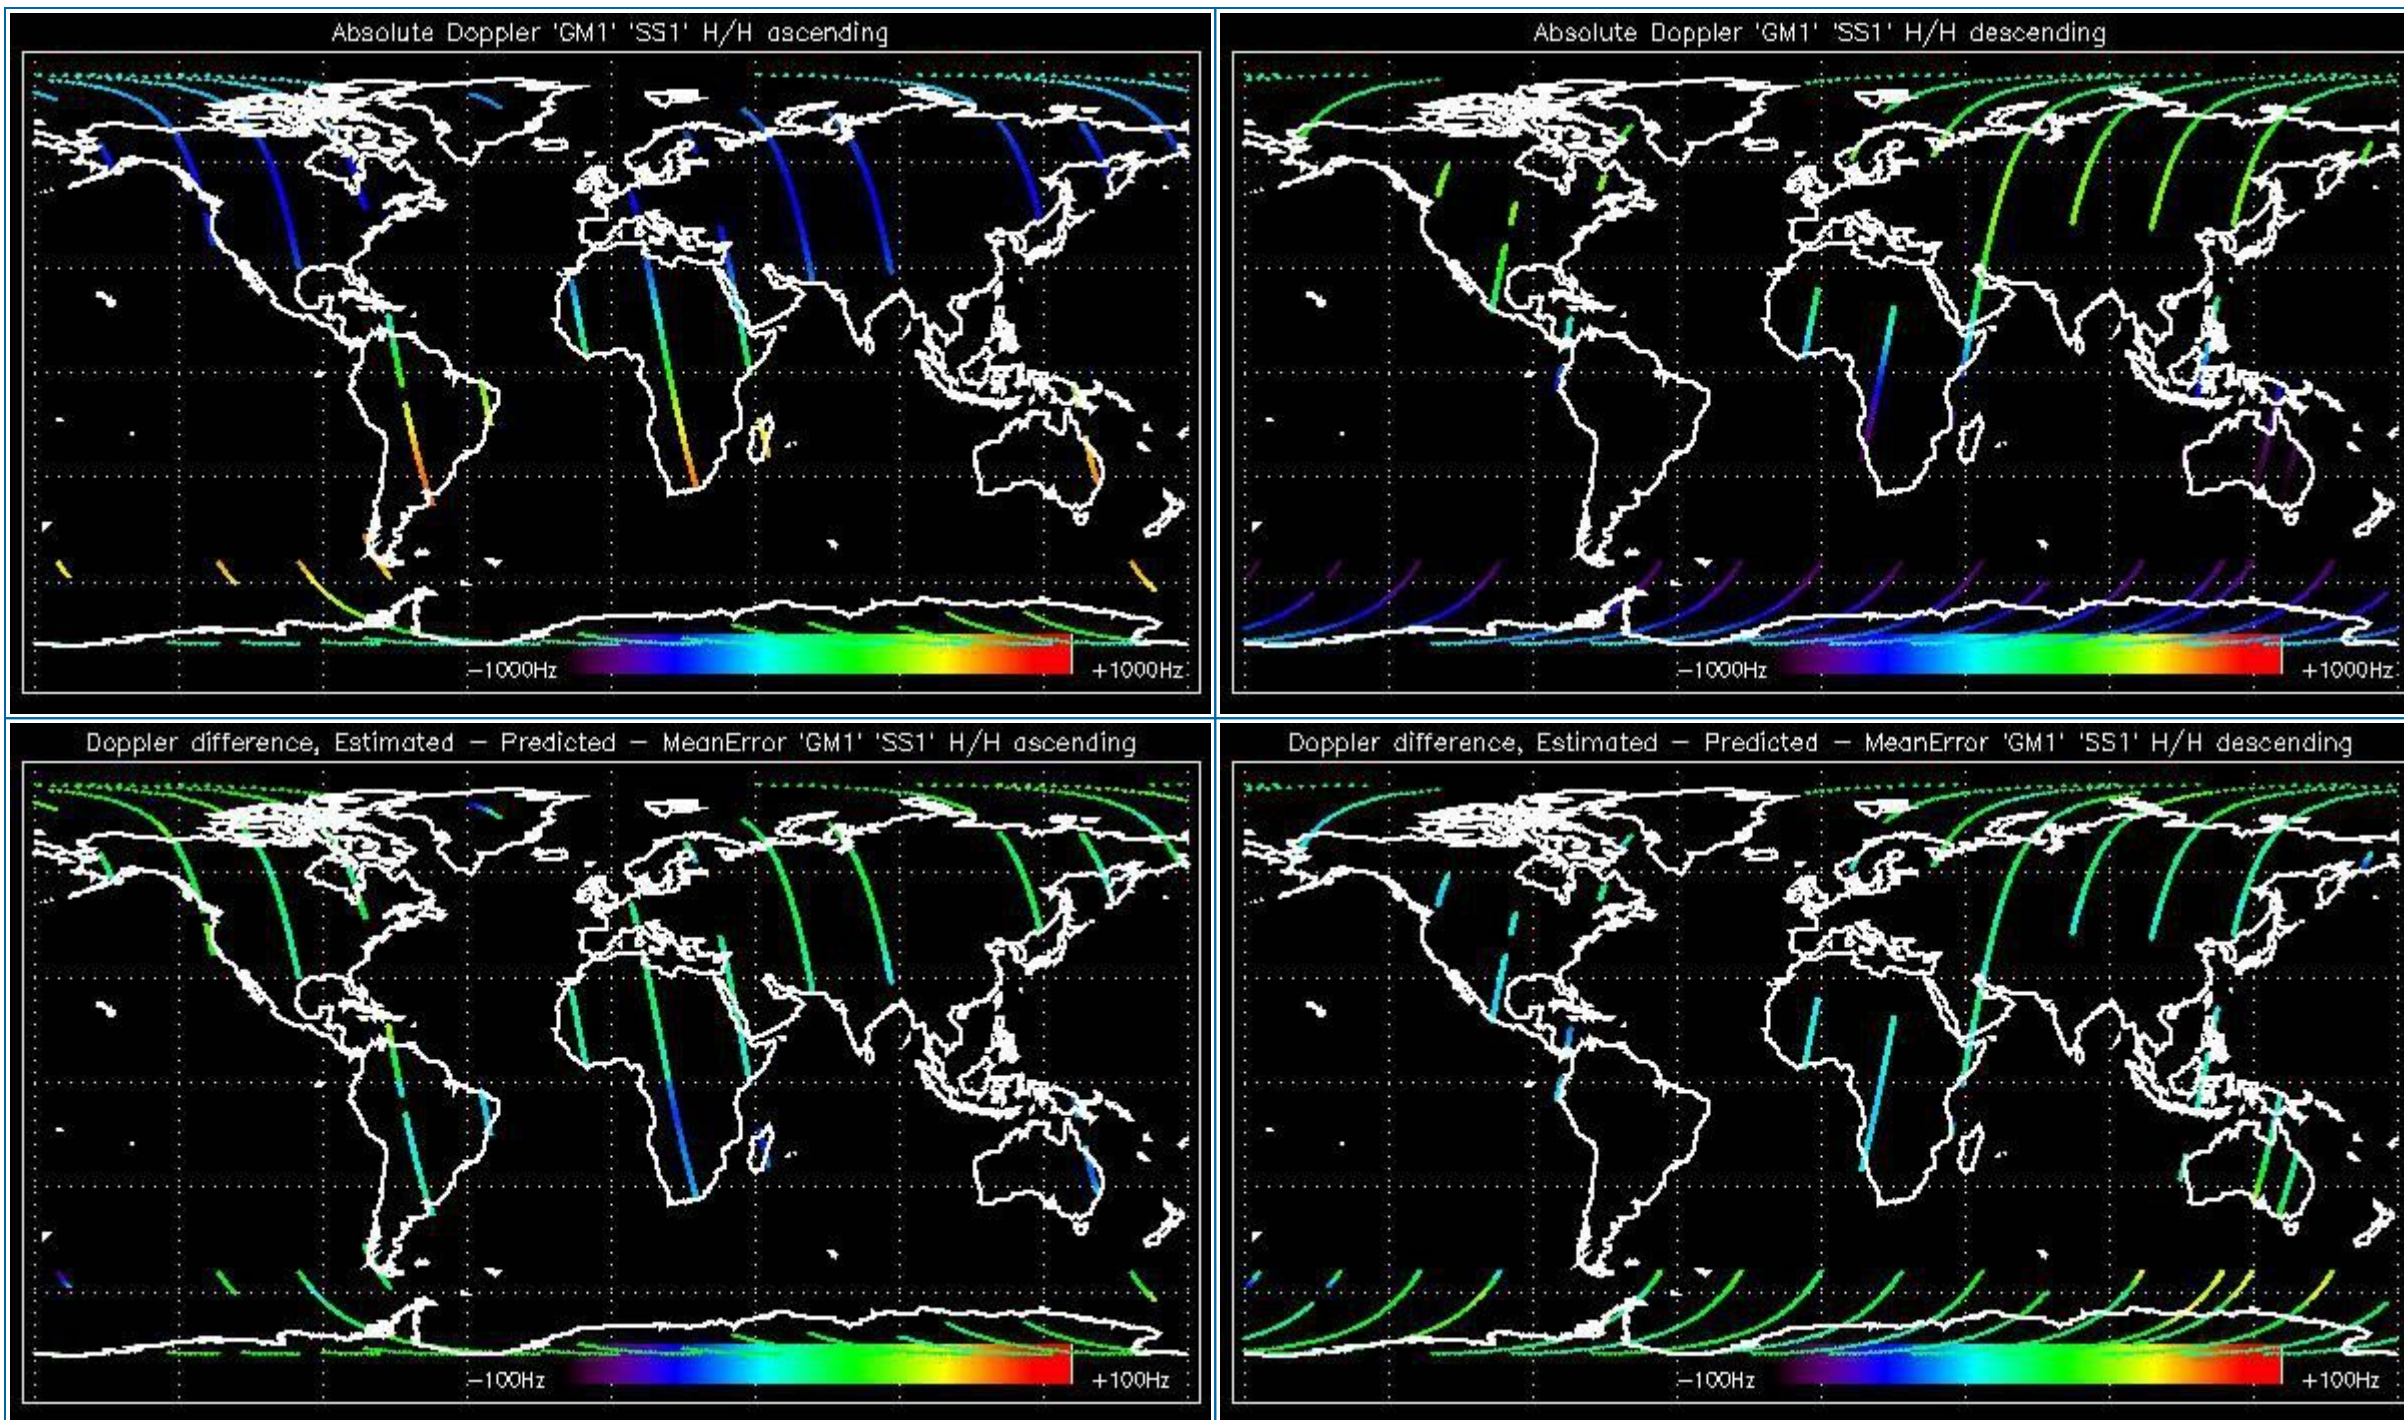 Absolute Doppler 'GM1' 'SS1' H/H ascending
-1000Hz
+1000Hz
Absolute Doppler 'GM1' 'SS1' H/H descending
-1000Hz
+1000Hz
Doppler difference, Estimated - Predicted - MeanError 'GM1' 'SS1' H/H ascending
-100Hz
+100Hz
Doppler difference, Estimated - Predicted - MeanError 'GM1' 'SS1' H/H descending
-100Hz
+100Hz